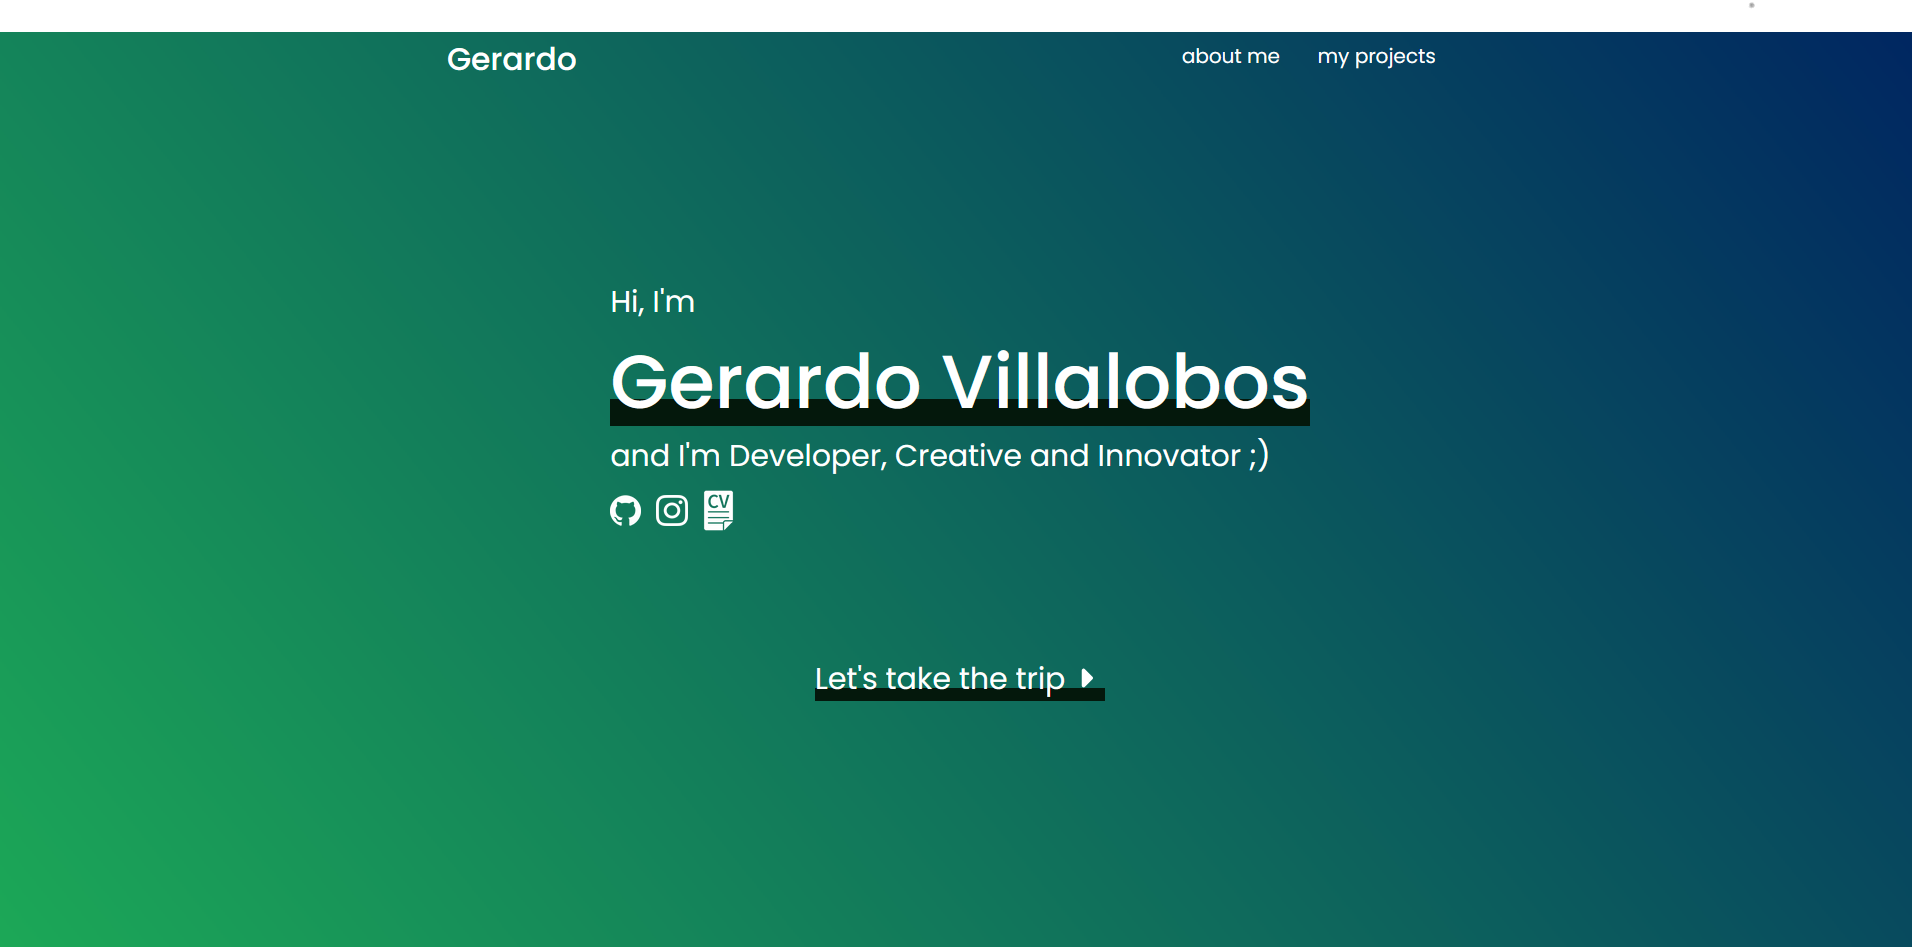 Gerardo
about me my projects
Hi, I'm
Gerardo Villalobos
and I'm Developer, Creative and Innovator ;)
CV
Let's take the trip